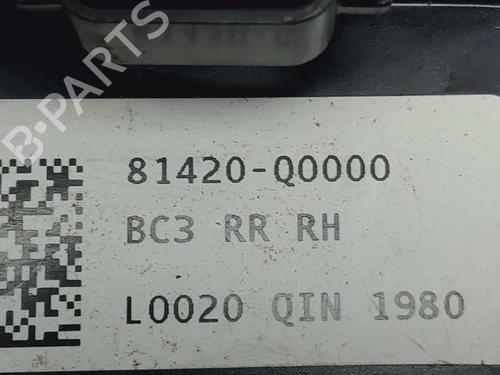 B-PARTS
81420-Q0000
BC3 RR RH
L0020 QIN 1980